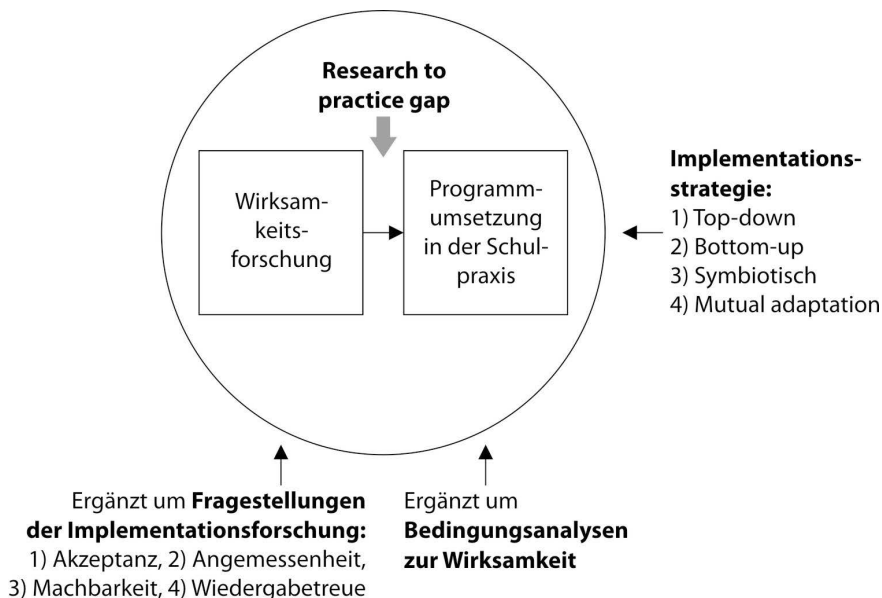 Research to
practice gap
Wirksam-
keits-
forschung
Programm-
umsetzung
in der Schul-
praxis
Implementations-
strategie:
1) Top-down
2) Bottom-up
3) Symbiotisch
4) Mutual adaptation
Ergänzt um Fragestellungen
der Implementationsforschung:
1) Akzeptanz, 2) Angemessenheit,
3) Machbarkeit, 4) Wiedergabetreue
Ergänzt um
Bedingungsanalysen
zur Wirksamkeit